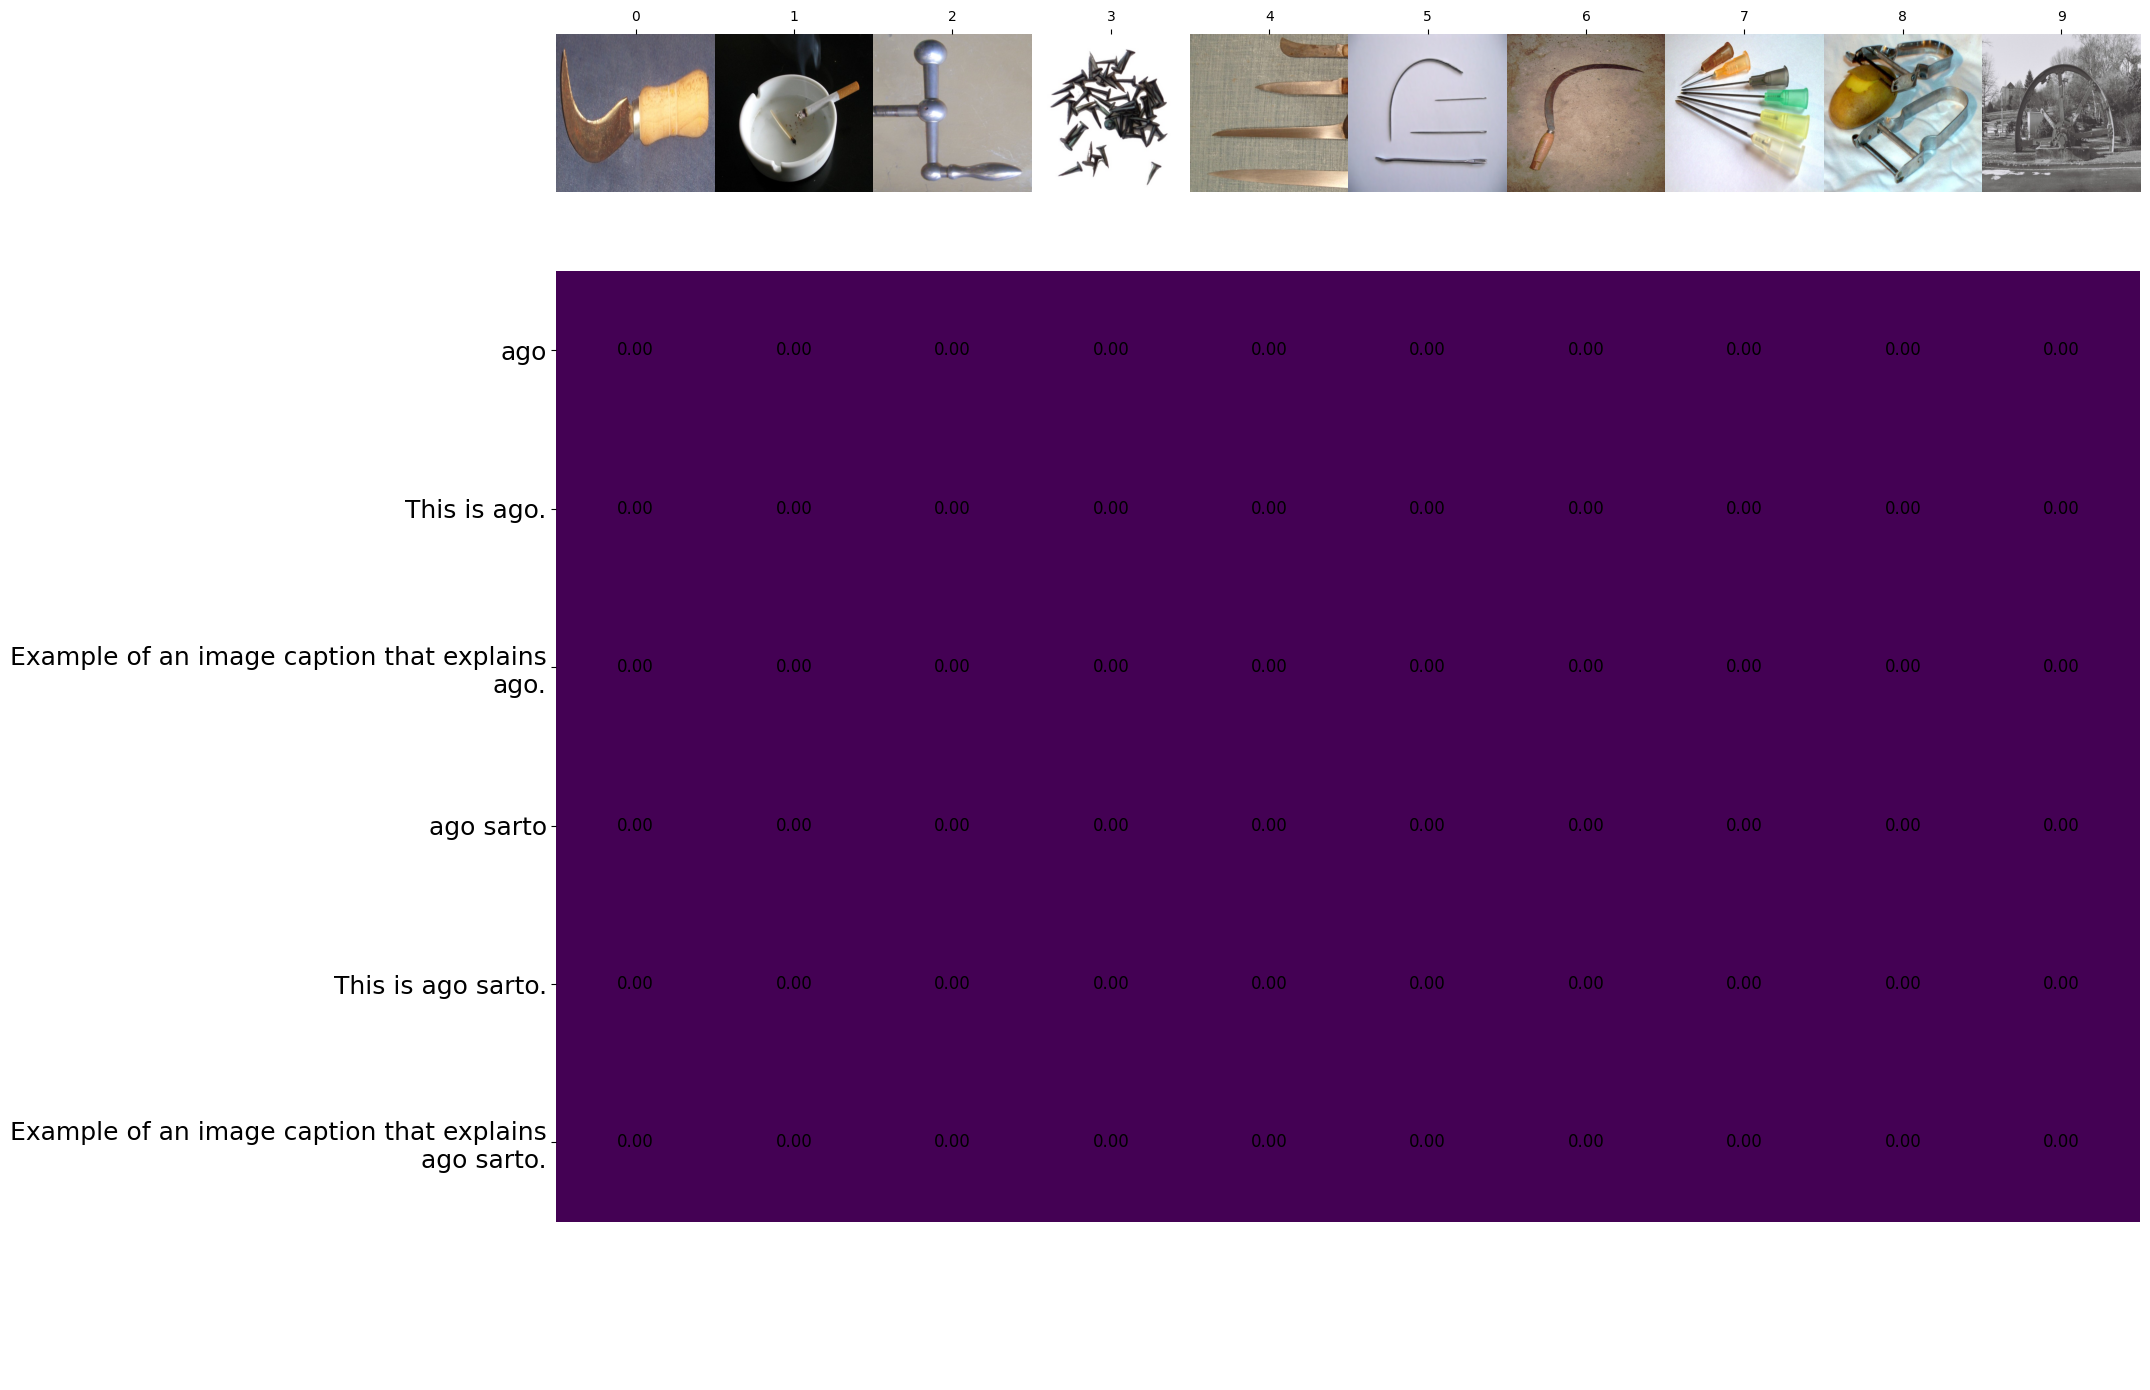 0 1 2 3 4 5 6 7 8 9
ago 0.00 0.00 0.00 0.00 0.00 0.00 0.00 0.00 0.00 0.00
This is ago. 0.00 0.00 0.00 0.00 0.00 0.00 0.00 0.00 0.00 0.00
Example of an image caption that explains
ago. 0.00 0.00 0.00 0.00 0.00 0.00 0.00 0.00 0.00 0.00
ago sarto 0.00 0.00 0.00 0.00 0.00 0.00 0.00 0.00 0.00 0.00
This is ago sarto. 0.00 0.00 0.00 0.00 0.00 0.00 0.00 0.00 0.00 0.00
Example of an image caption that explains
ago sarto. 0.00 0.00 0.00 0.00 0.00 0.00 0.00 0.00 0.00 0.00